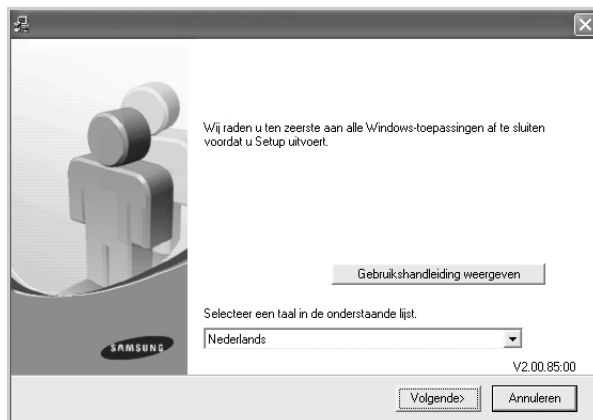 Wij raden u ten zeerste aan alle Windows-toepassingen af te sluiten
voordat u Setup uitvoert.
Gebruikshandleiding weergeven
Selecteer een taal in de onderstaande lijst.
Nederlands
SAMSUNG
V2.00.85:00
Volgende>
Annuleren